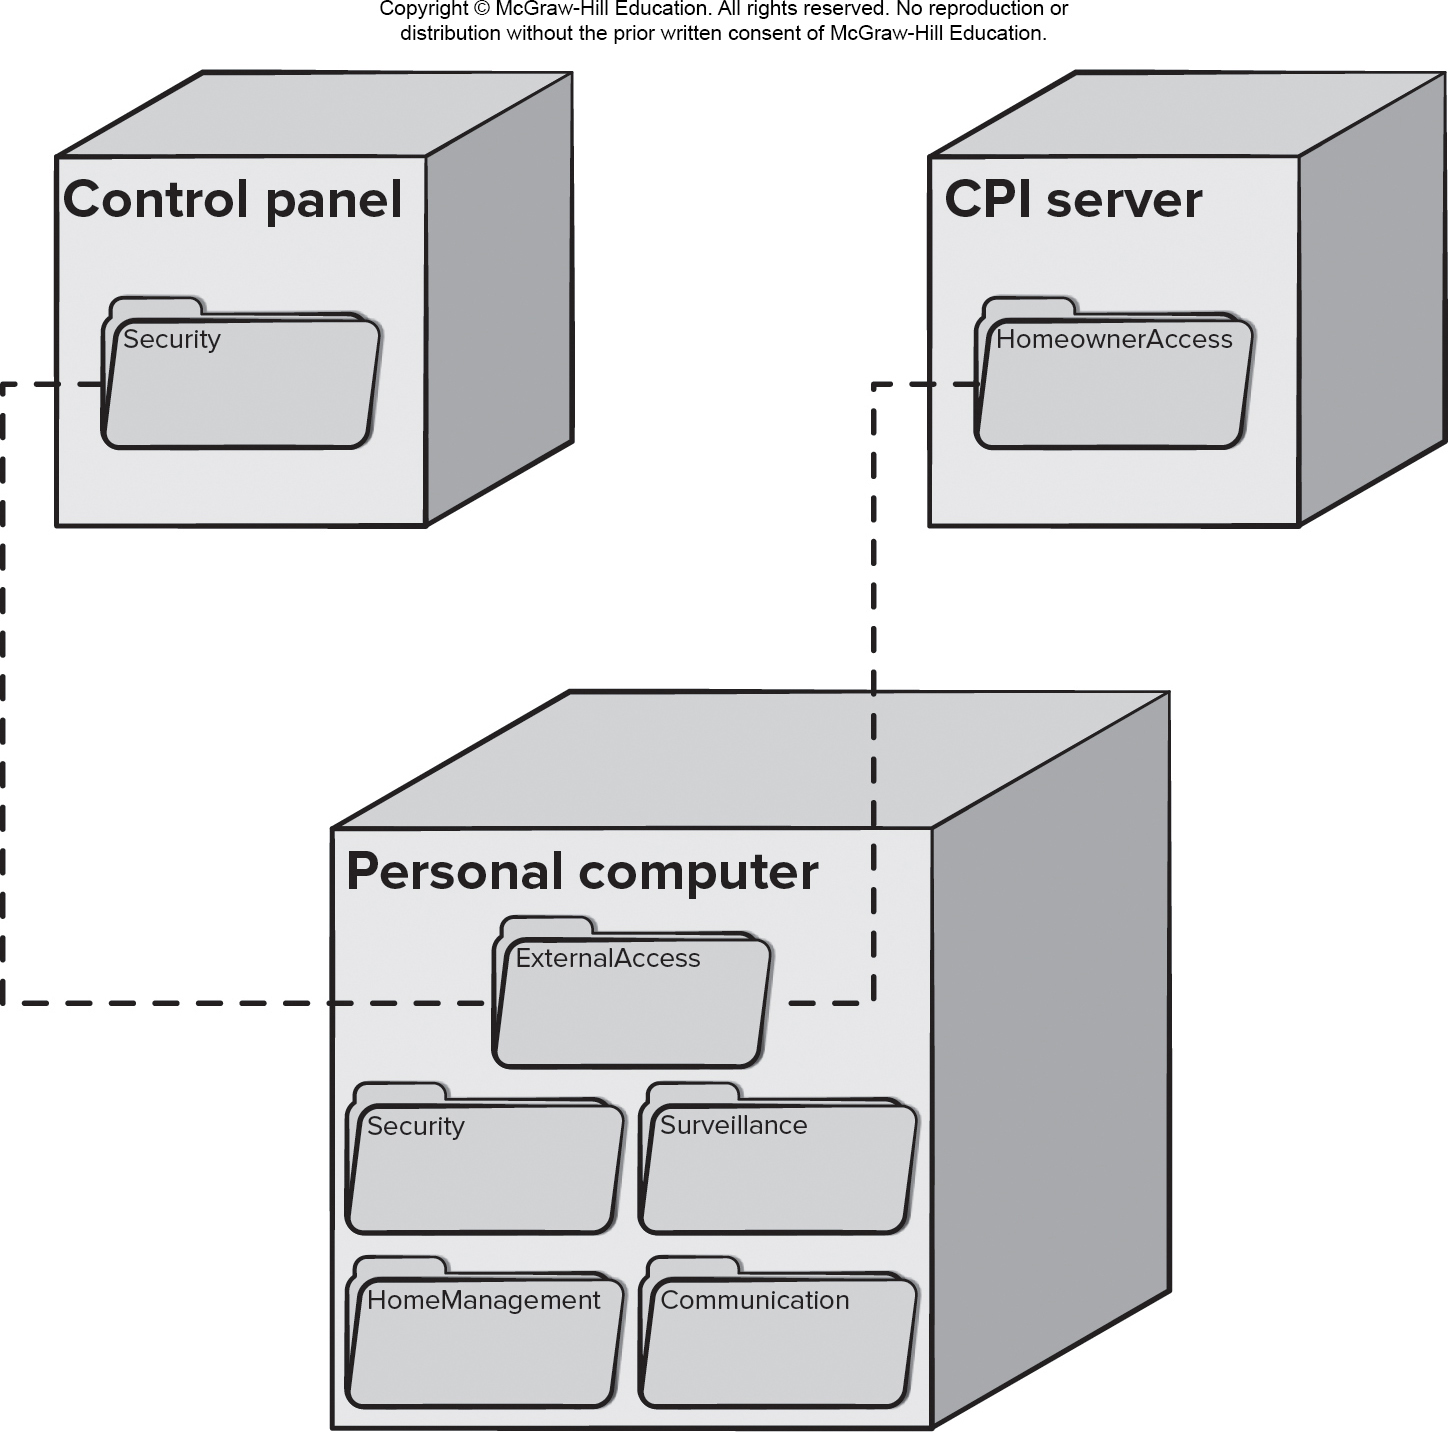 Copyright © McGraw-Hill Education. All rights reserved. No reproduction or
distribution without the prior written consent of McGraw-Hill Education.
Control panel
Security
CPI server
HomeownerAccess
Personal computer
ExternalAccess
Security
Surveillance
HomeManagement
Communication